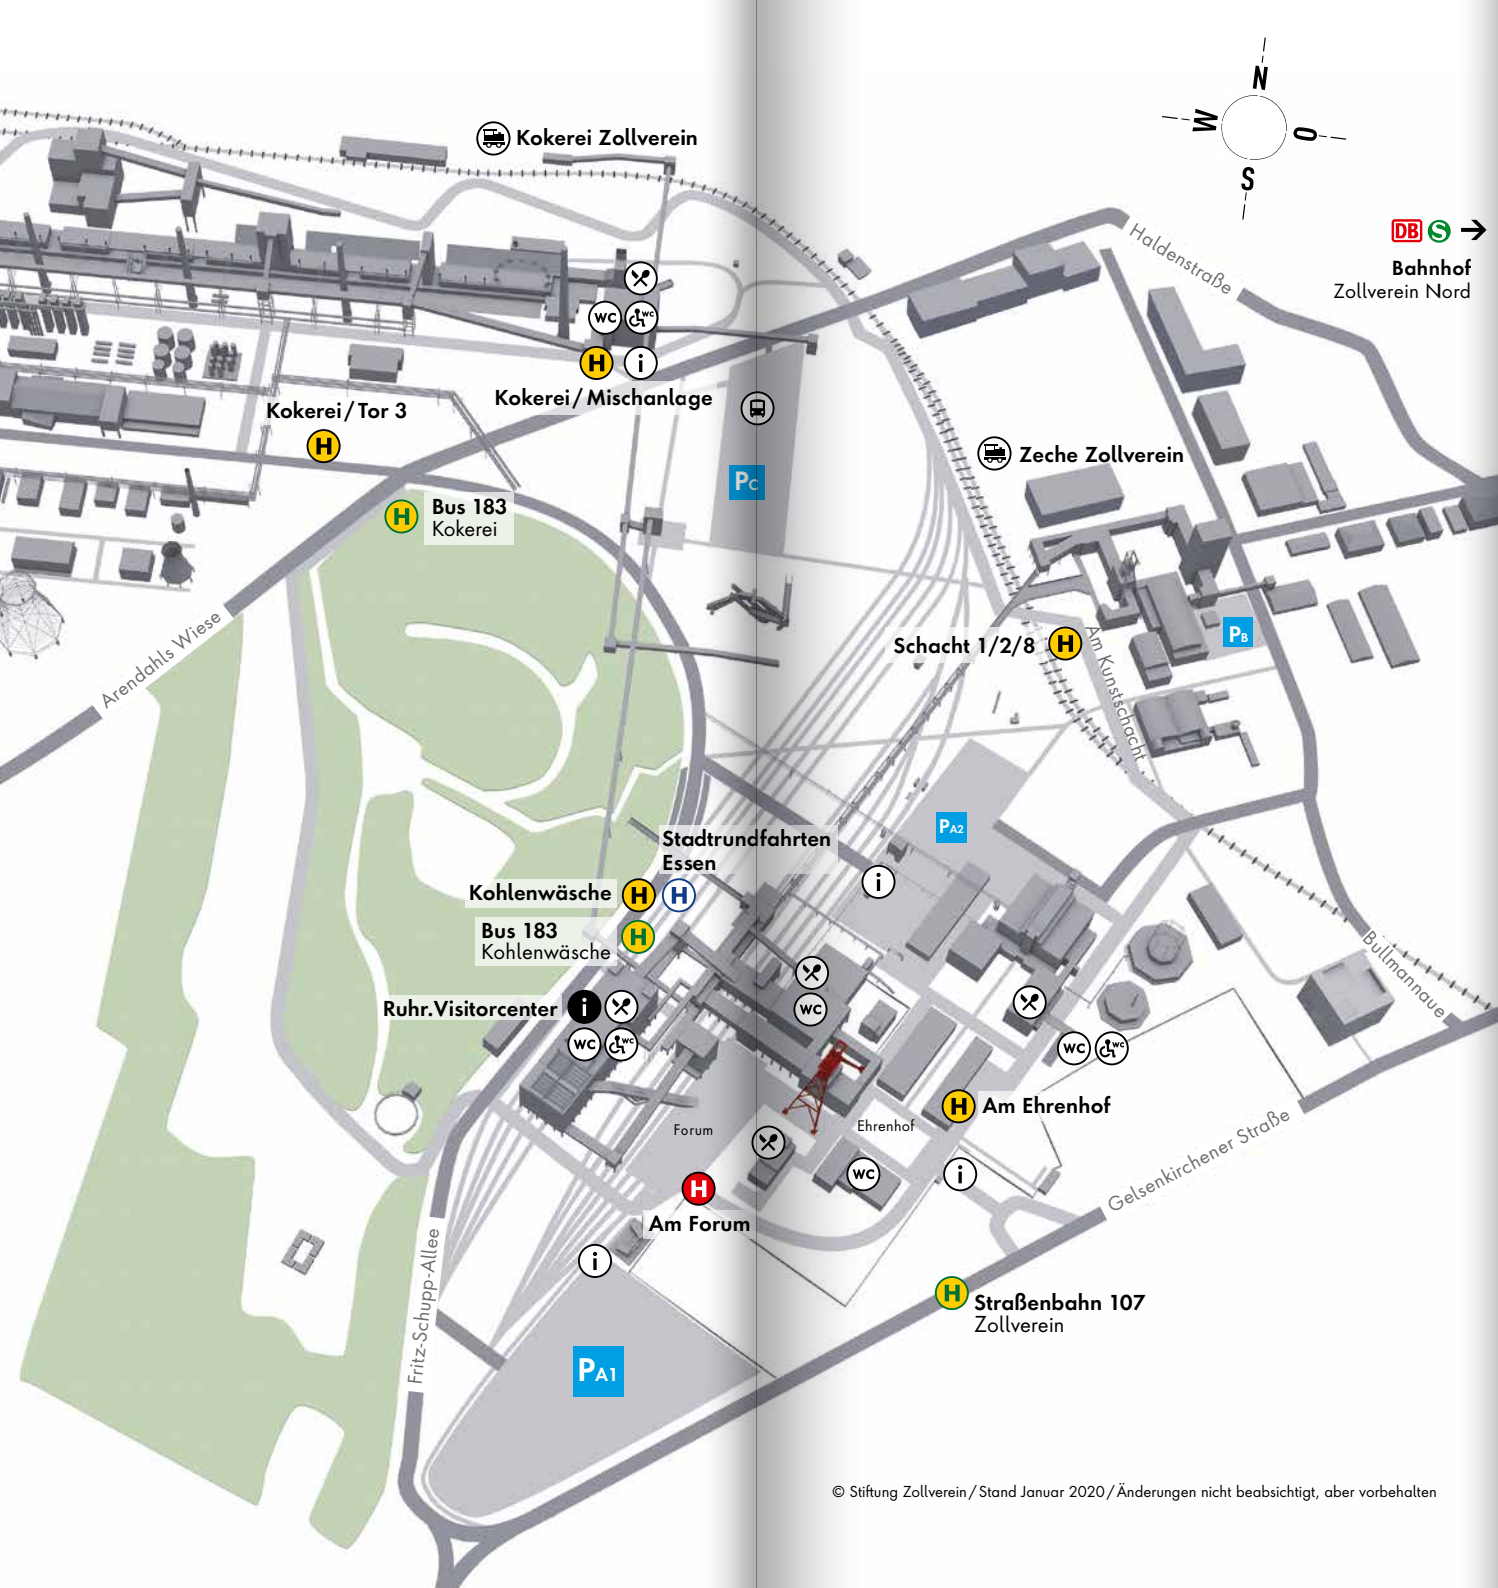 N
W
O
S
Kokerei Zollverein
DB S
Bahnhof
Zollverein Nord
Haldenstraße
WC WC
H i
Kokerei/Mischanlage
Kokerei/Tor 3
H
Zeche Zollverein
PC
H
Bus 183
Kokerei
Arendahls Wiese
Schacht 1/2/8 H
PB
Am Kunstschacht
PA2
Stadtrundfahrten
Essen
Kohlenwäsche H H
i
Bus 183
Kohlenwäsche
H
Ruhr.Visitorcenter i
WC WC
WC
WC WC
Bullmannaue
H Am Ehrenhof
Forum
Ehrenhof
WC
i
Gelsenkirchener Straße
H
Am Forum
i
Fritz-Schupp-Allee
H
Straßenbahn 107
Zollverein
PA1
© Stiftung Zollverein/Stand Januar 2020/Änderungen nicht beabsichtigt, aber vorbehalten